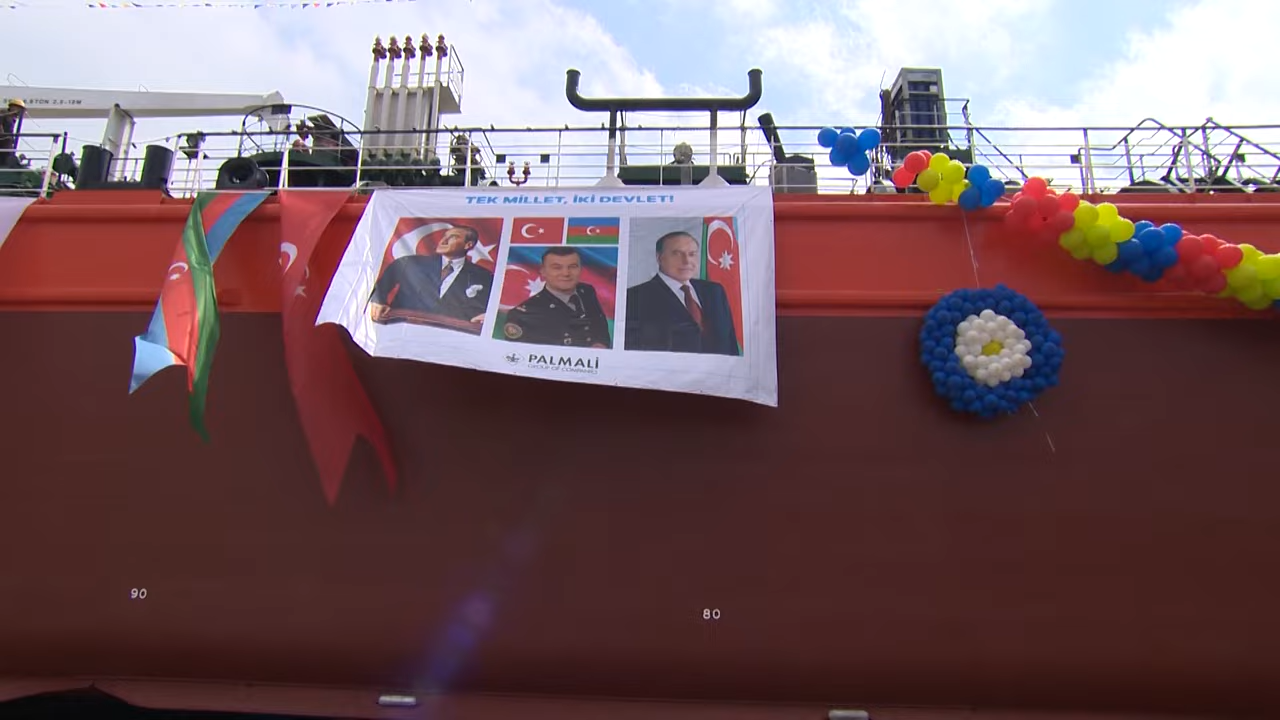 TEK MİLLET, İKİ DEVLET!
PALMALİ
GROUP OF COMPANIES
90
80